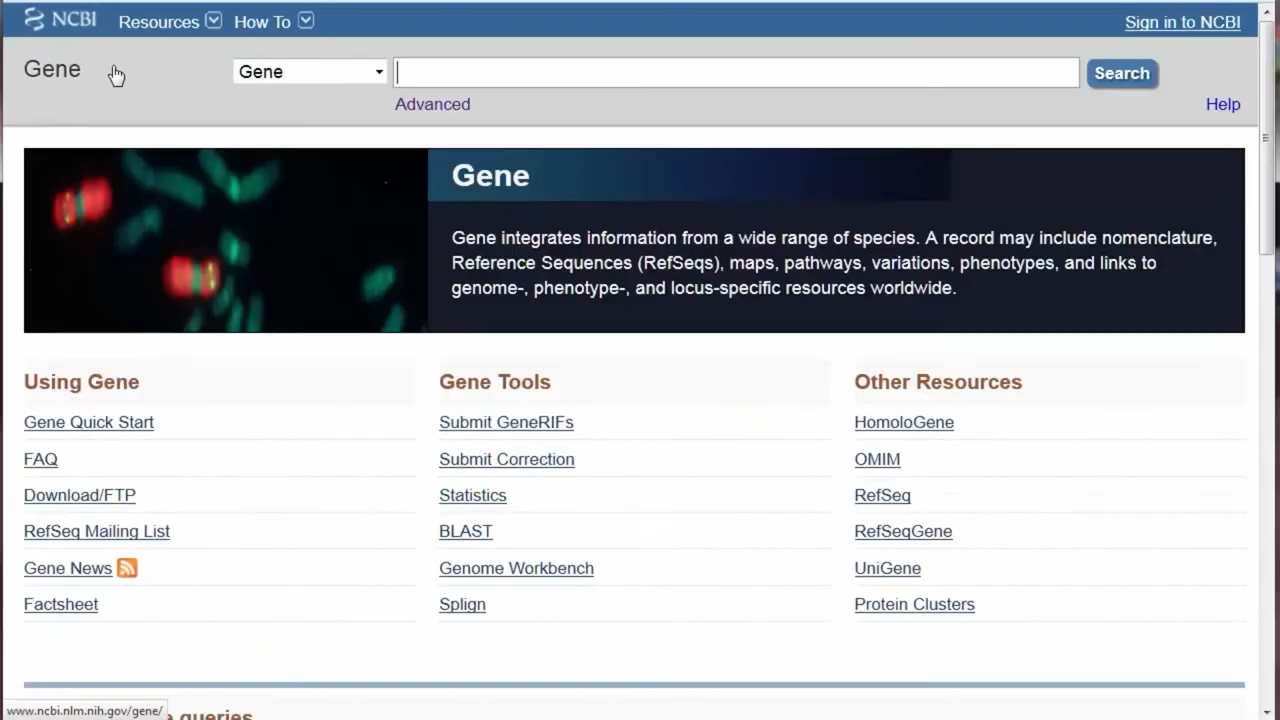 NCBI Resources How To Sign in to NCBI
Gene Gene Search
Advanced Help
Gene
Gene integrates information from a wide range of species. A record may include nomenclature,
Reference Sequences (RefSeqs), maps, pathways, variations, phenotypes, and links to
genome-, phenotype-, and locus-specific resources worldwide.
Using Gene
Gene Quick Start
FAQ
Download/FTP
RefSeq Mailing List
Gene News
Factsheet
Gene Tools
Submit GeneRIFs
Submit Correction
Statistics
BLAST
Genome Workbench
Splign
Other Resources
HomoloGene
OMIM
RefSeq
RefSeqGene
UniGene
Protein Clusters
www.ncbi.nlm.nih.gov/gene/
queries